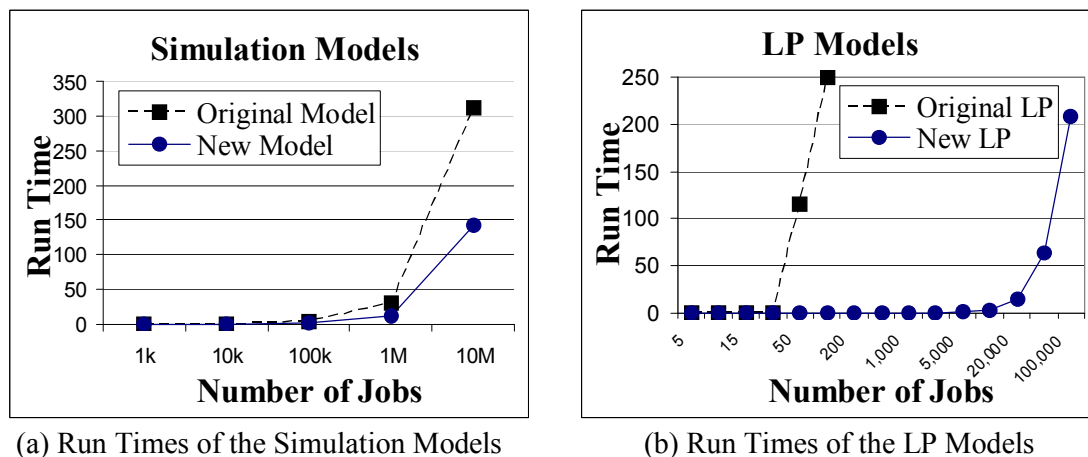 Simulation Models
350
300
250
200
150
100
50
0
Run Time
Original Model
New Model
1k 10k 100k 1M 10M
Number of Jobs
(a) Run Times of the Simulation Models
LP Models
250
200
150
100
50
0
Run Time
Original LP
New LP
5 15 50 200 1,000 5,000 20,000 100,000
Number of Jobs
(b) Run Times of the LP Models